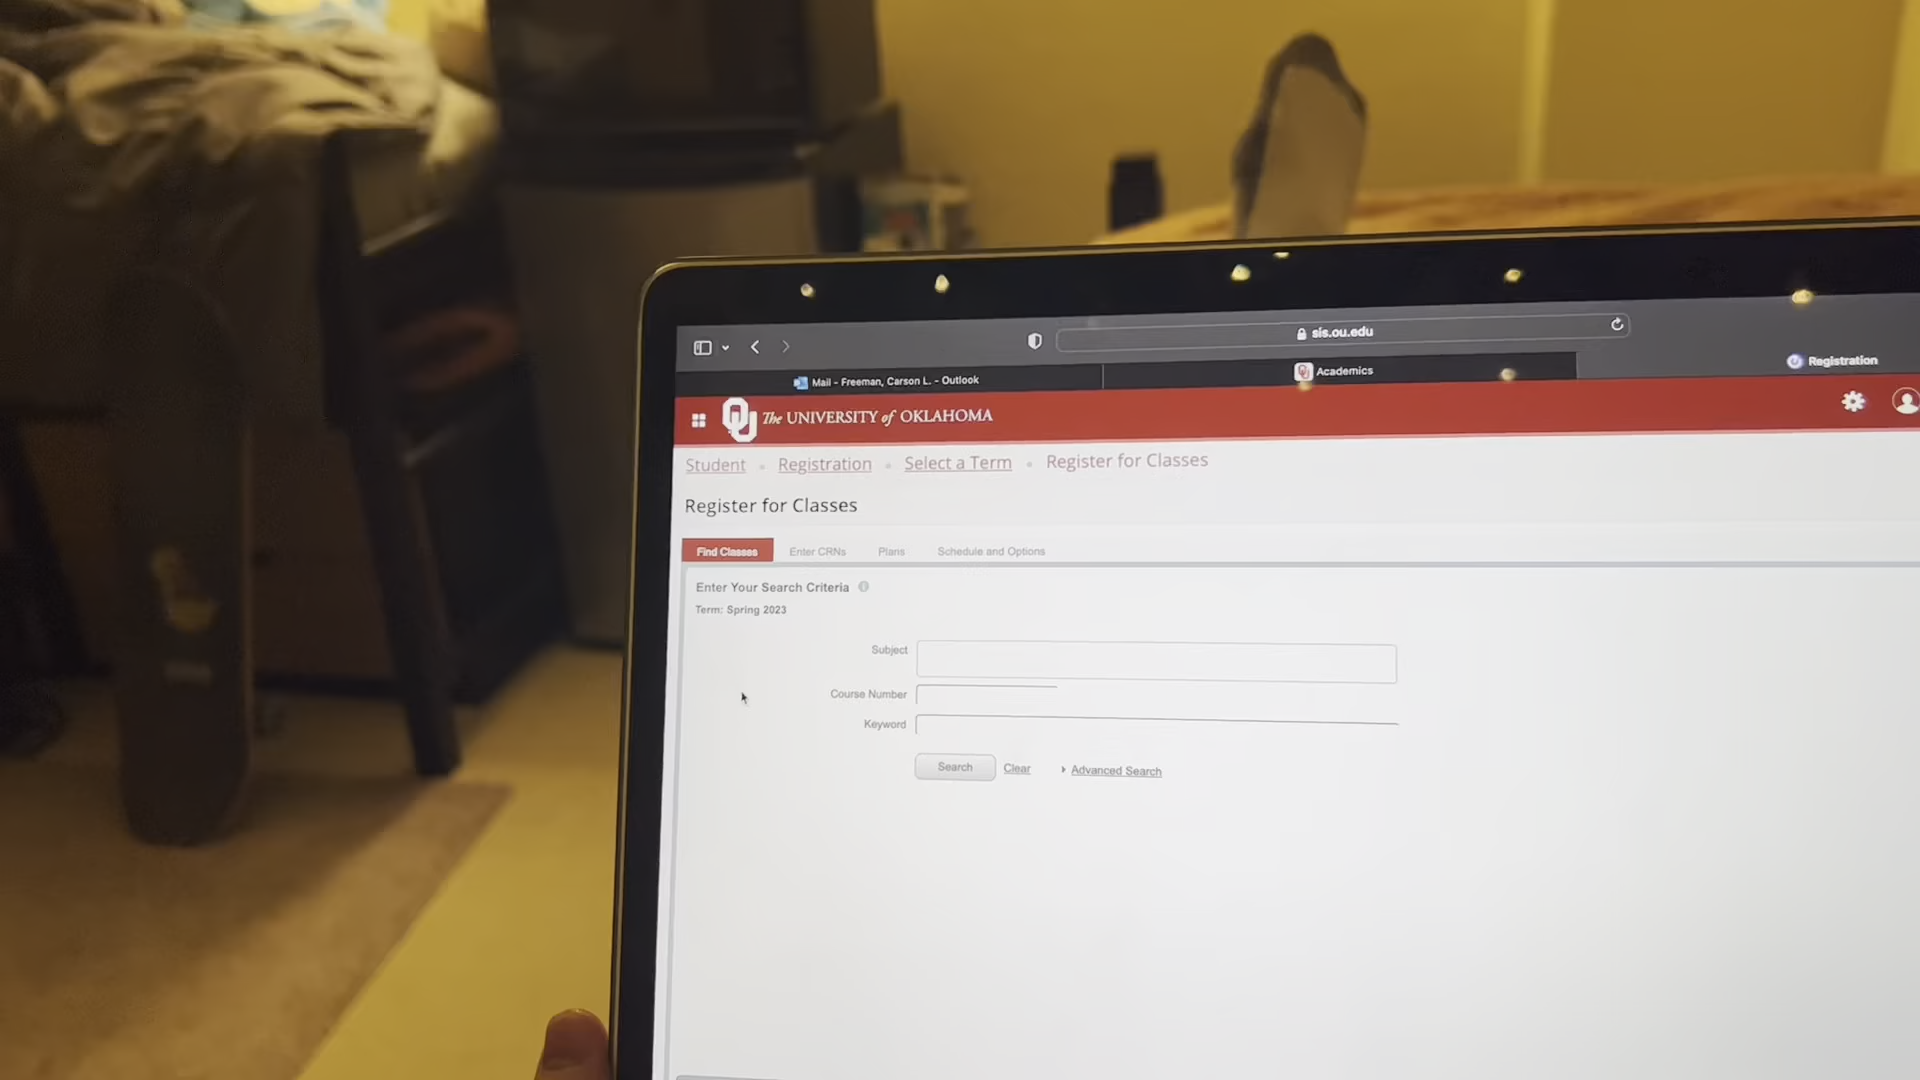 sis.ou.edu
Mail - Freeman, Carson L. - Outlook
Academics
Registration
OU The UNIVERSITY of OKLAHOMA
Student Registration Select a Term Register for Classes
Register for Classes
Find Classes Enter CRNs Plans Schedule and Options
Enter Your Search Criteria
Term: Spring 2023
Subject
Course Number
Keyword
Search Clear Advanced Search